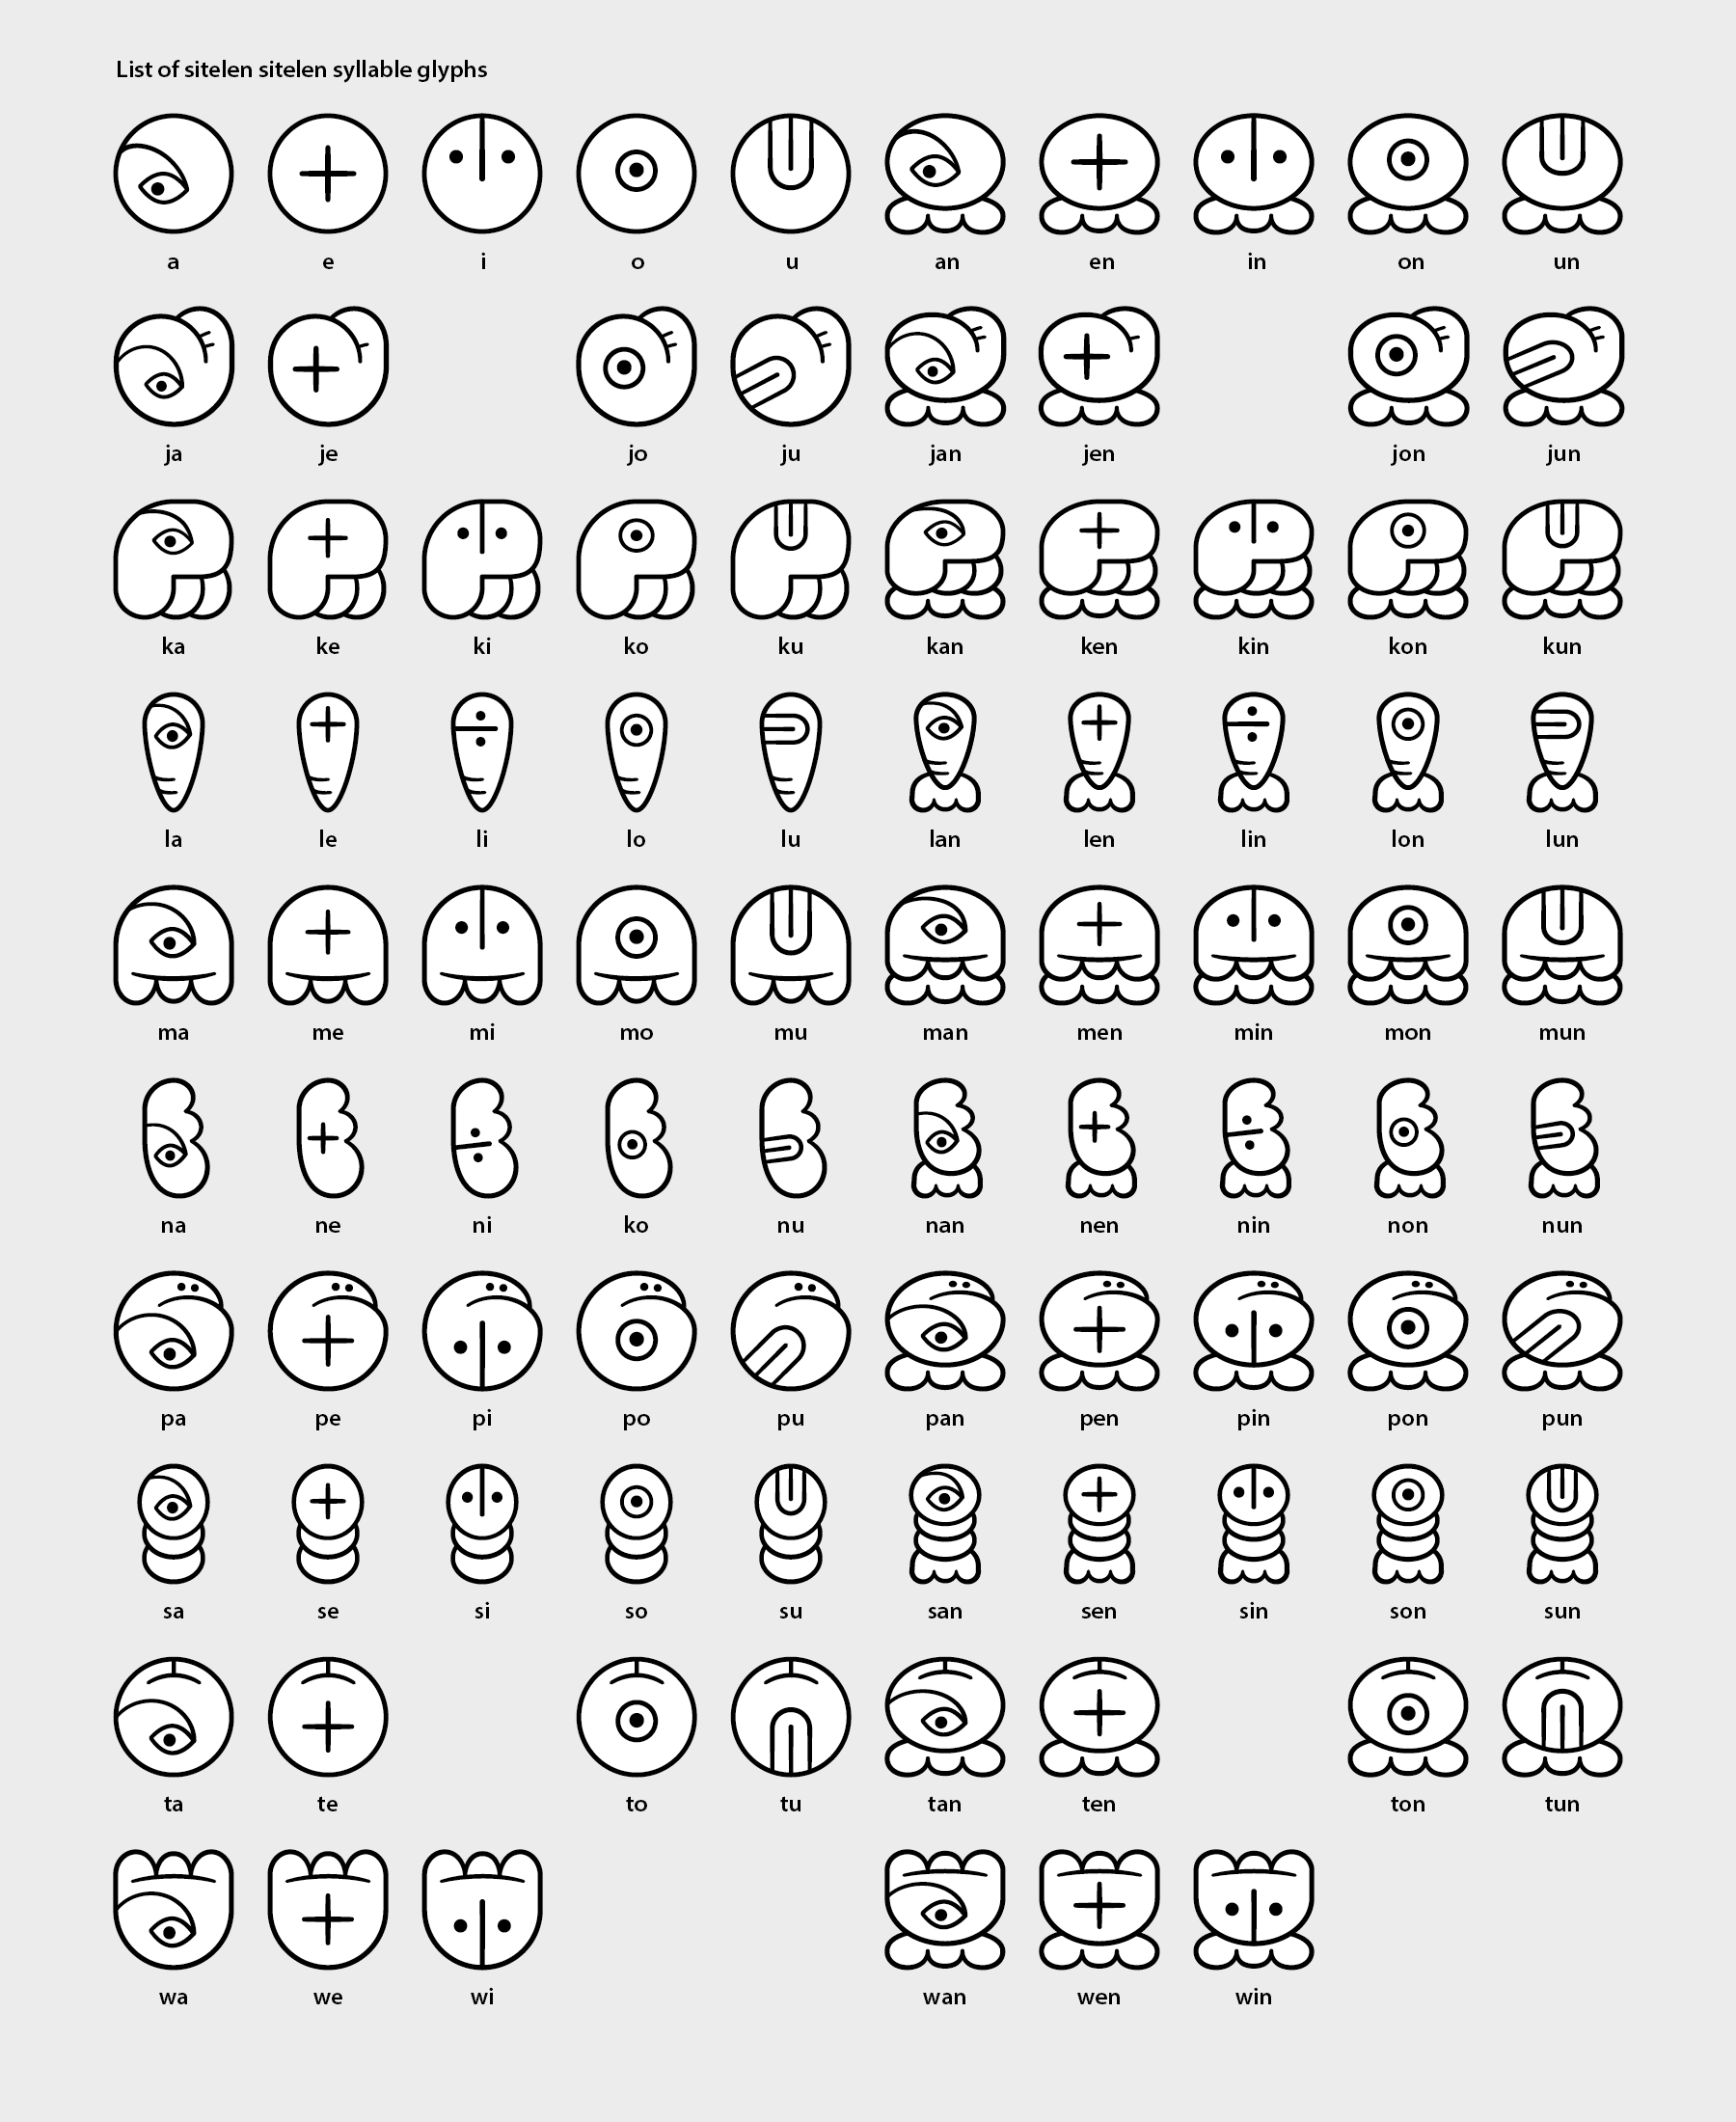 List of sitelen sitelen syllable glyphs
a e i o u an en in on un
ja je jo ju jan jen jon jun
ka ke ki ko ku kan ken kin kon kun
la le li lo lu lan len lin lon lun
ma me mi mo mu man men min mon mun
na ne ni ko nu nan nen nin non nun
pa pe pi po pu pan pen pin pon pun
sa se si so su san sen sin son sun
ta te to tu tan ten ton tun
wa we wi wan wen win